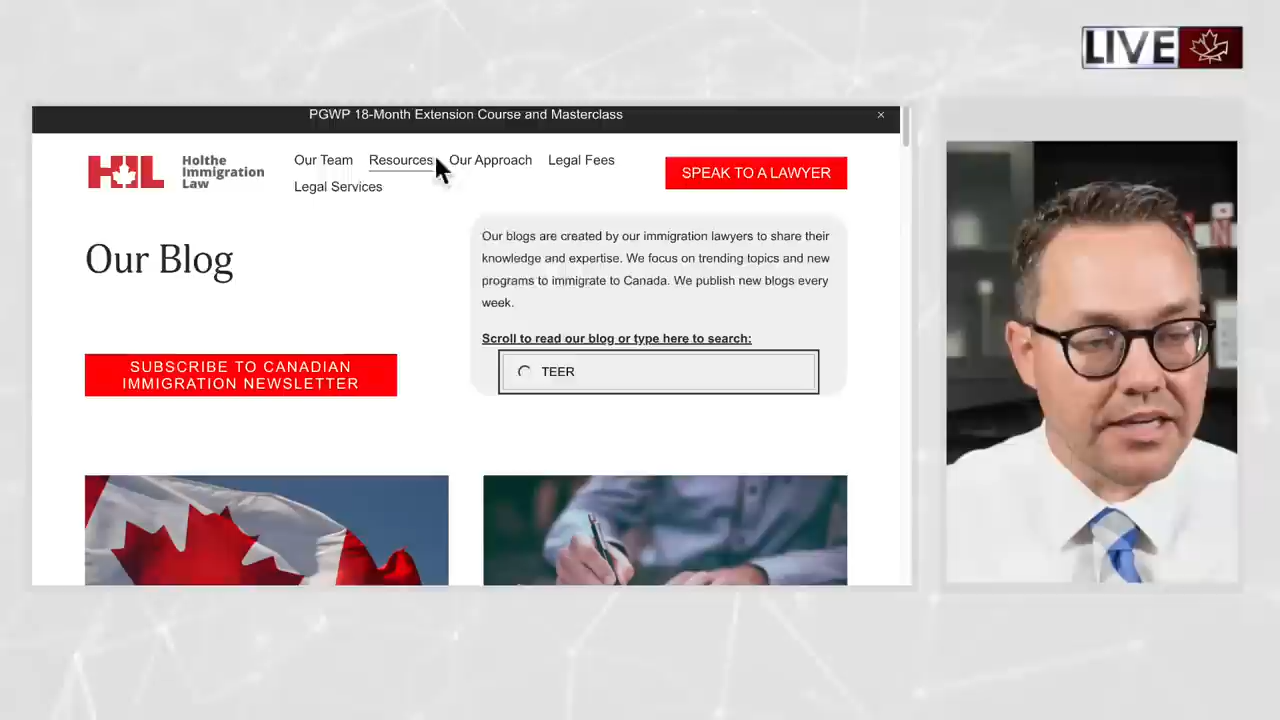 LIVE
PGWP 18-Month Extension Course and Masterclass
×
HIL
Holthe
Immigration
Law
Our Team
Resources
Our Approach
Legal Fees
Legal Services
SPEAK TO A LAWYER
Our Blog
Our blogs are created by our immigration lawyers to share their
knowledge and expertise. We focus on trending topics and new
programs to immigrate to Canada. We publish new blogs every
week.
Scroll to read our blog or type here to search:
TEER
SUBSCRIBE TO CANADIAN
IMMIGRATION NEWSLETTER